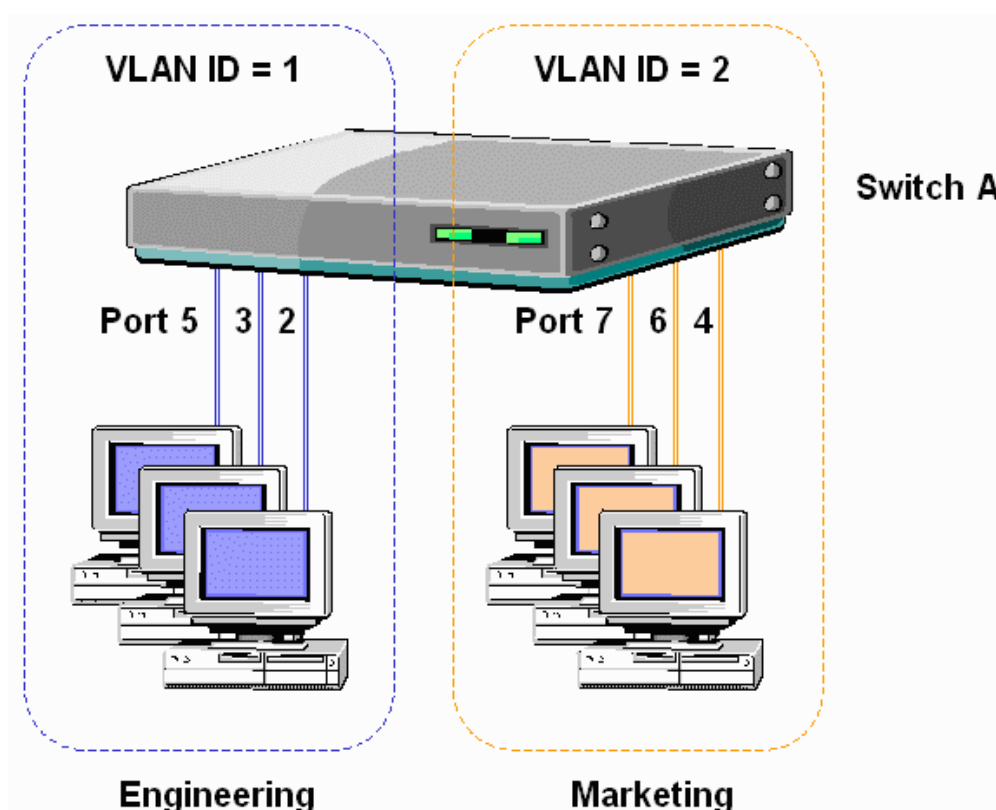 VLAN ID = 1
VLAN ID = 2
Switch A
Port 5 3 2
Port 7 6 4
Engineering
Marketing